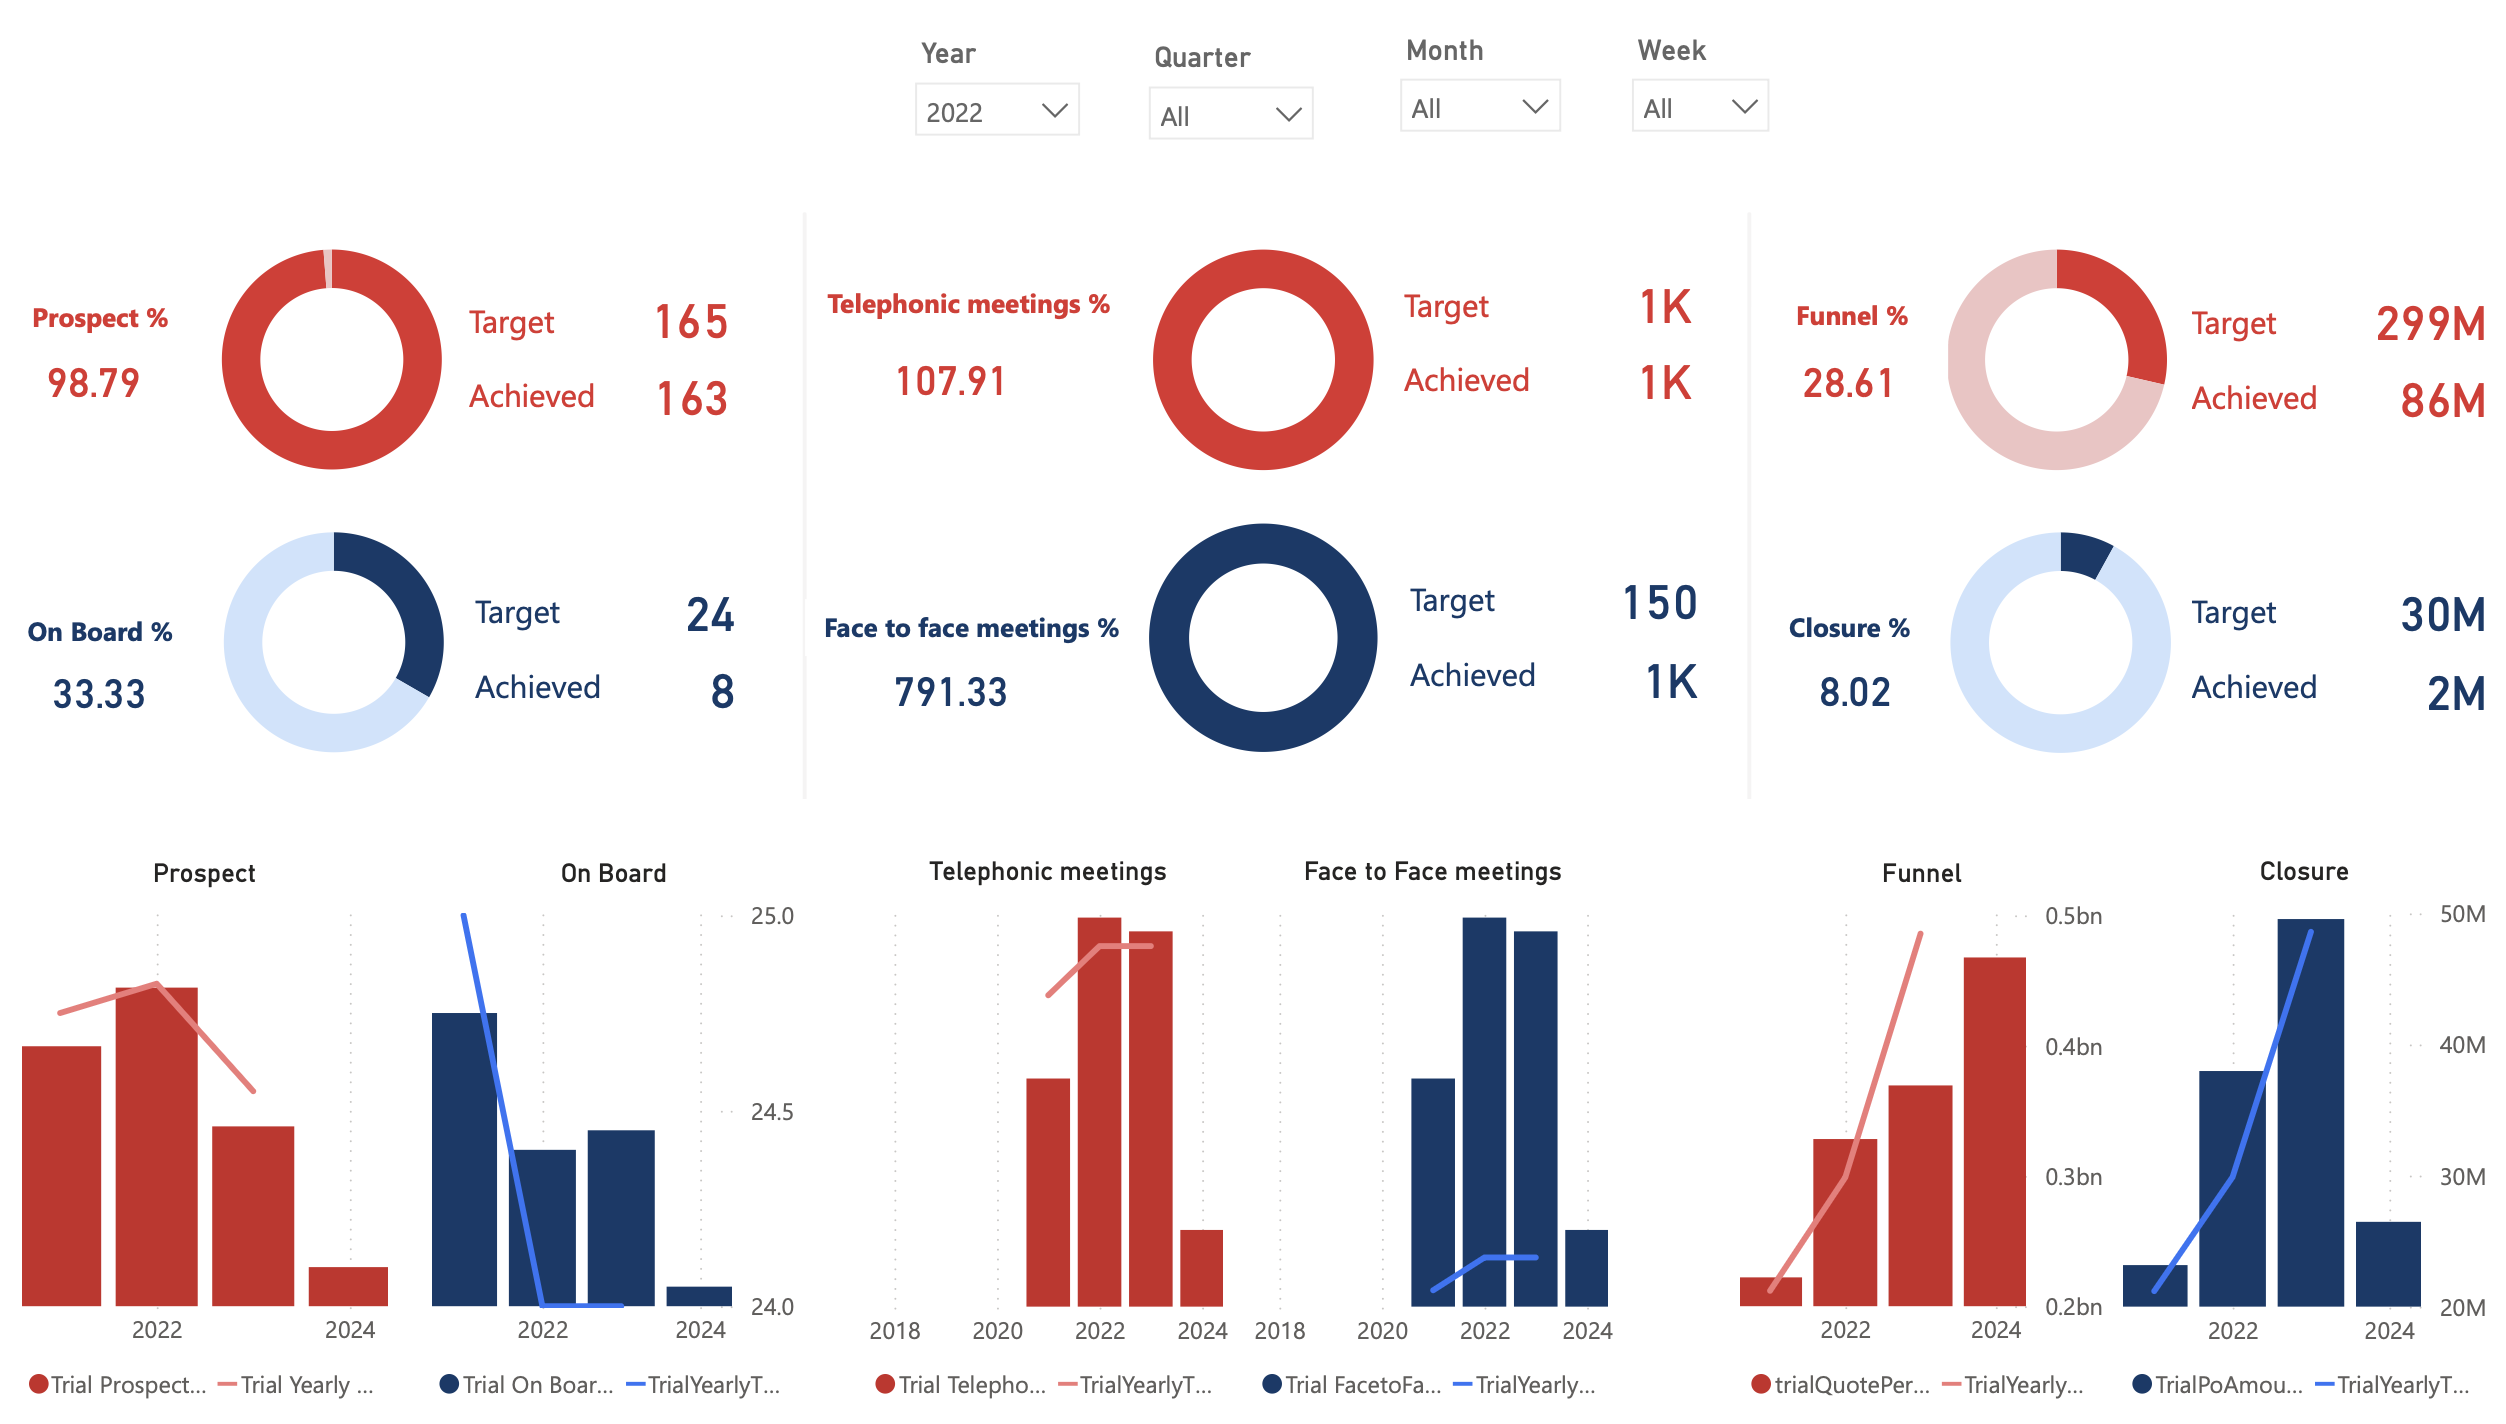 Year
Quarter
Month
Week
2022
All
All
All
Prospect %
98.79
Target 165
Achieved 163
Telephonic meetings %
107.91
Target 1K
Achieved 1K
Funnel %
28.61
Target 299M
Achieved 86M
On Board %
33.33
Target 24
Achieved 8
Face to face meetings %
791.33
Target 150
Achieved 1K
Closure %
8.02
Target 30M
Achieved 2M
Prospect
2022 2024
Trial Prospect... Trial Yearly ...
On Board
25.0
24.5
24.0
2022 2024
Trial On Boar... TrialYearlyT...
Telephonic meetings
2018 2020 2022 2024
Trial Telepho... TrialYearlyT...
Face to Face meetings
2018 2020 2022 2024
Trial FacetoFa... TrialYearly...
Funnel
0.5bn
0.4bn
0.3bn
0.2bn
2022 2024
trialQuotePer... TrialYearly...
Closure
50M
40M
30M
20M
2022 2024
TrialPoAmou... TrialYearlyT...